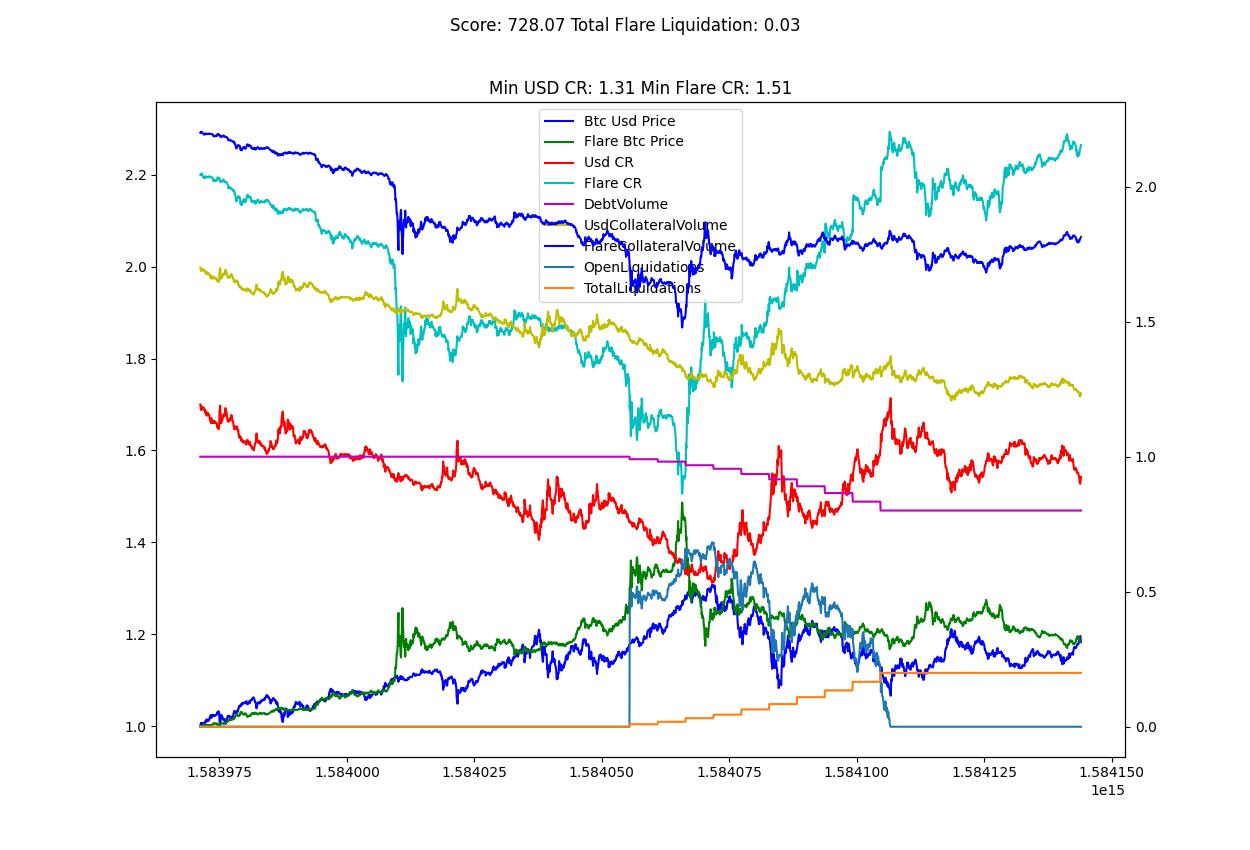 Score: 728.07 Total Flare Liquidation: 0.03
Min USD CR: 1.31 Min Flare CR: 1.51
Btc Usd Price
Flare Btc Price
Usd CR
Flare CR
DebtVolume
UsdCollateralVolume
FlareCollateralVolume
OpenLiquidations
TotalLiquidations
2.2
2.0
1.8
1.6
1.4
1.2
1.0
2.0
1.5
1.0
0.5
0.0
1.583975 1.584000 1.584025 1.584050 1.584075 1.584100 1.584125 1.584150
1e15